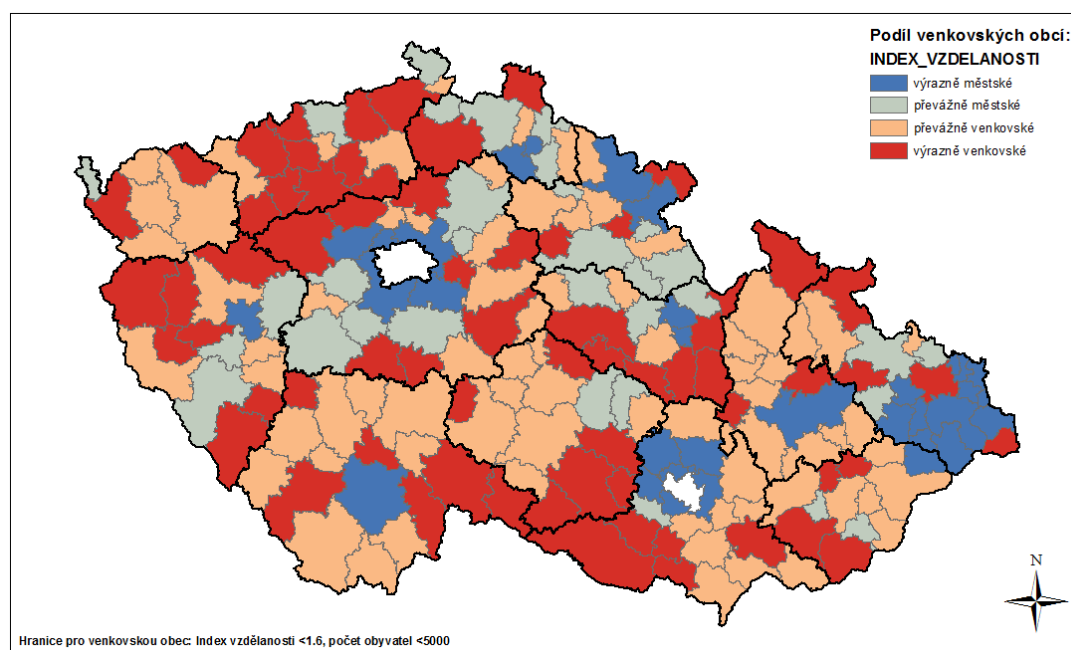 Podíl venkovských obcí:
INDEX_VZDELANOSTI
výrazně městské
převážně městské
převážně venkovské
výrazně venkovské
N
Hranice pro venkovskou obec: Index vzdělanosti <1.6, počet obyvatel <5000